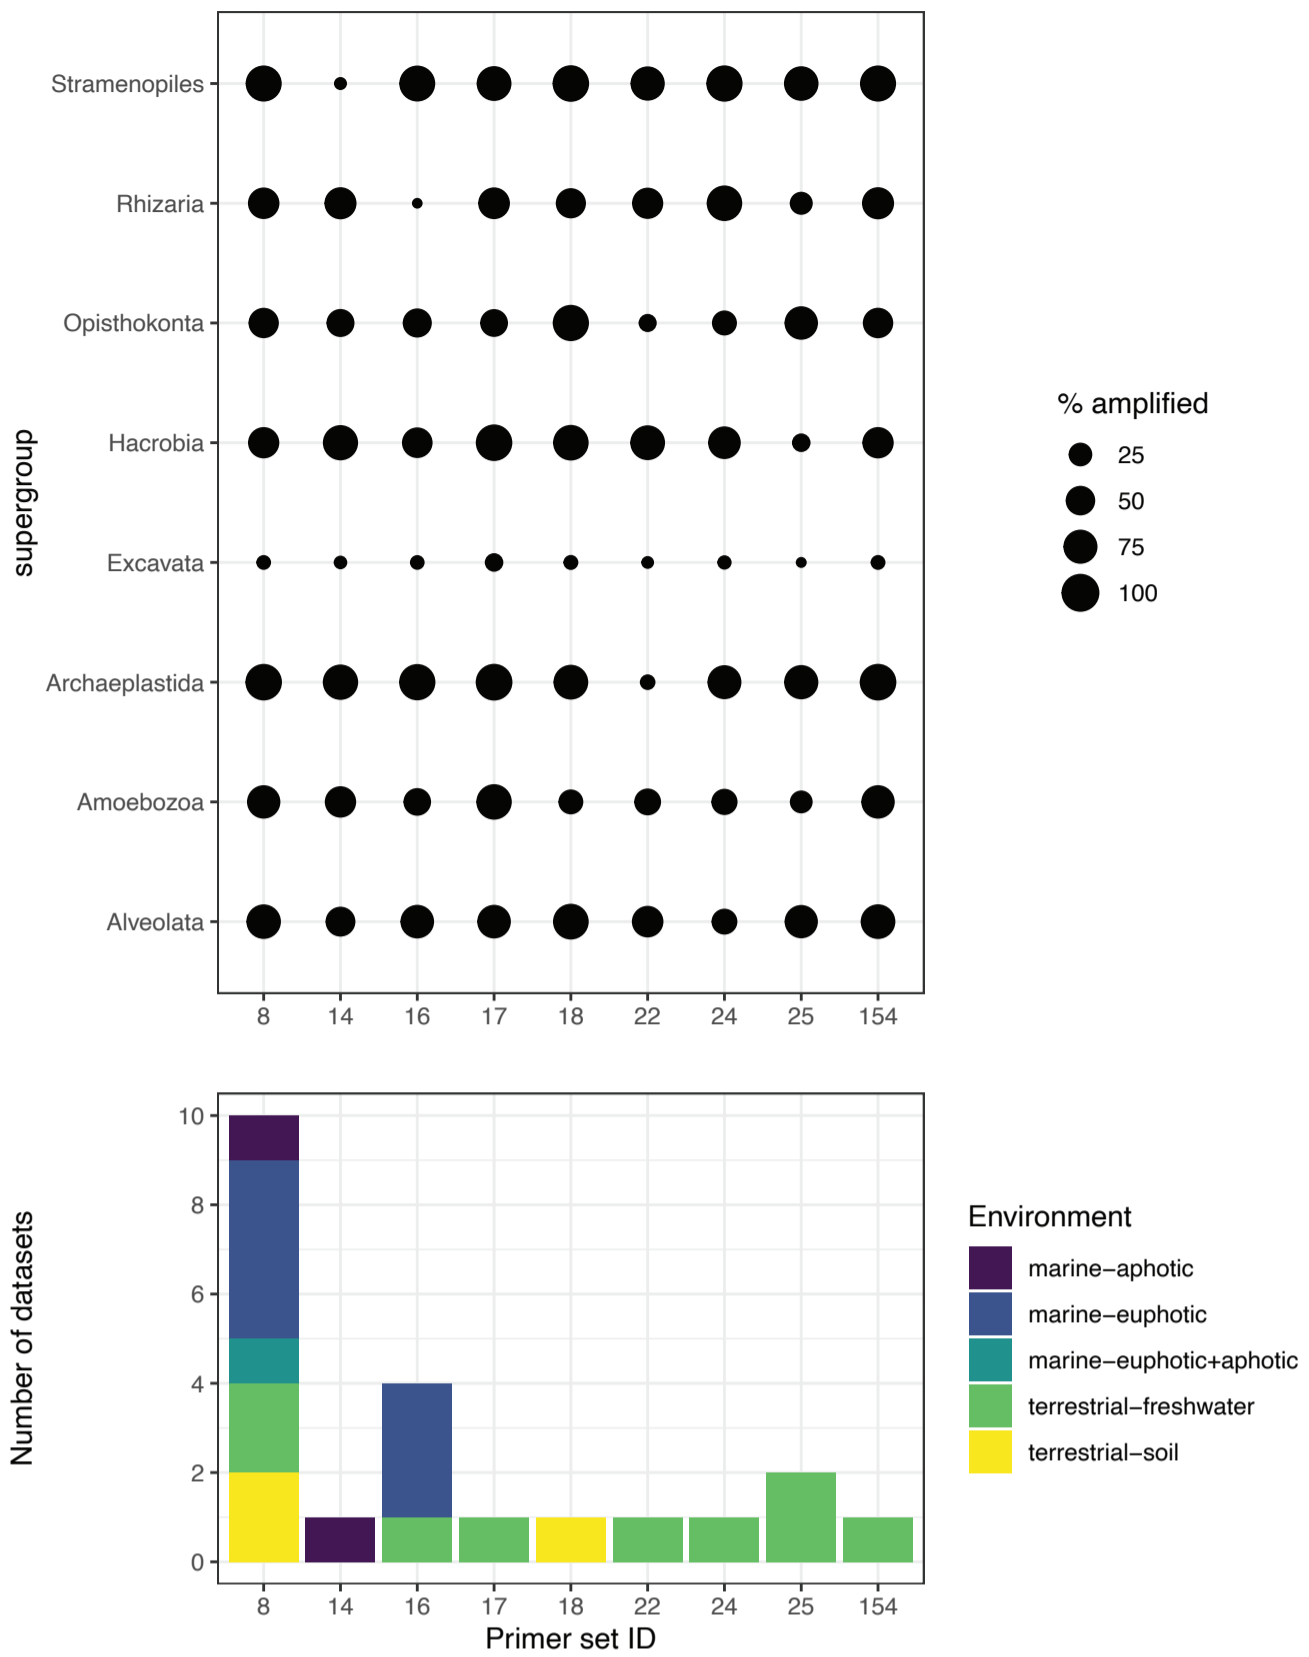 Stramenopiles
Rhizaria
Opisthokonta
Hacrobia
Excavata
Archaeplastida
Amoebozoa
Alveolata
supergroup
8 14 16 17 18 22 24 25 154
% amplified
25
50
75
100
10
8
6
4
2
0
Number of datasets
8 14 16 17 18 22 24 25 154
Primer set ID
Environment
marine−aphotic
marine−euphotic
marine−euphotic+aphotic
terrestrial−freshwater
terrestrial−soil